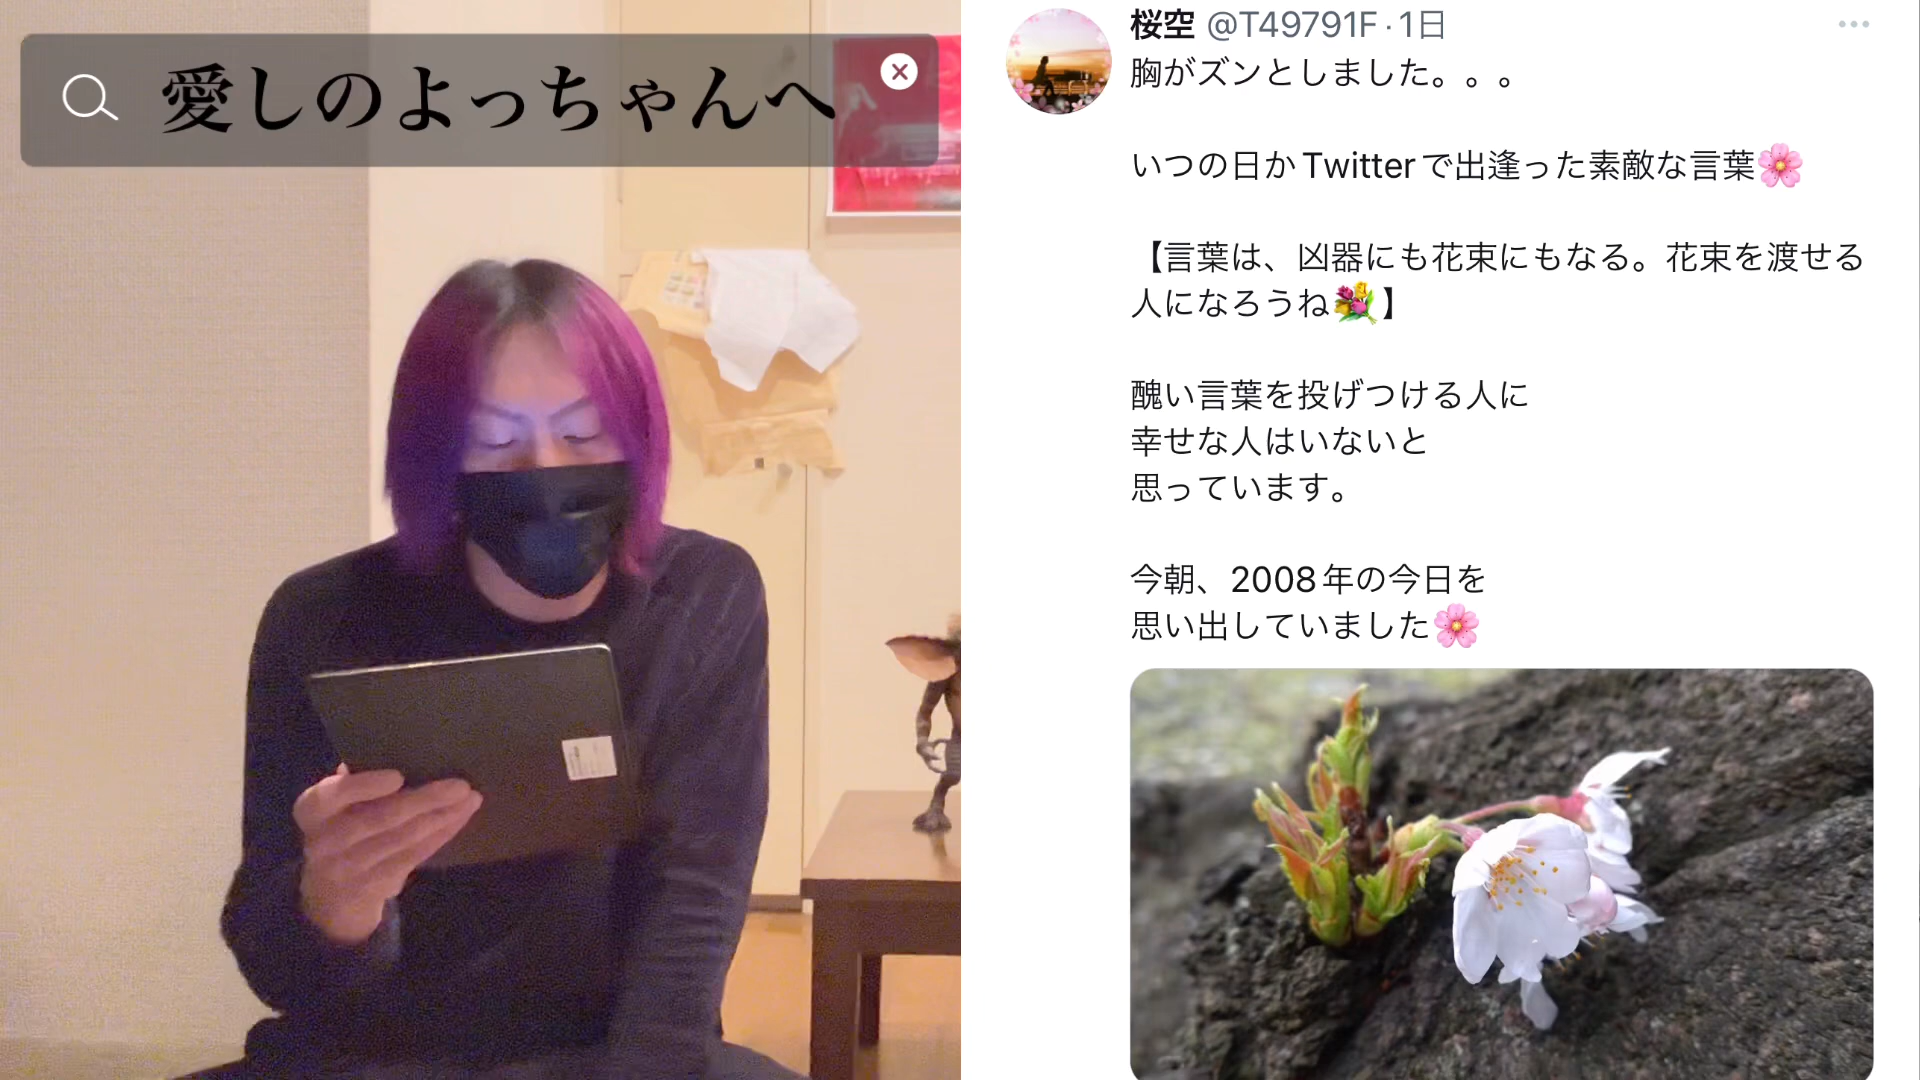 愛しのよっちゃんへ
桜空 @T49791F·1日
胸がズンとしました。。。
いつの日かTwitterで出逢った素敵な言葉🌸
【言葉は、凶器にも花束にもなる。花束を渡せる
人になろうね💐】
醜い言葉を投げつける人に
幸せな人はいないと
思っています。
今朝、2008年の今日を
思い出していました🌸